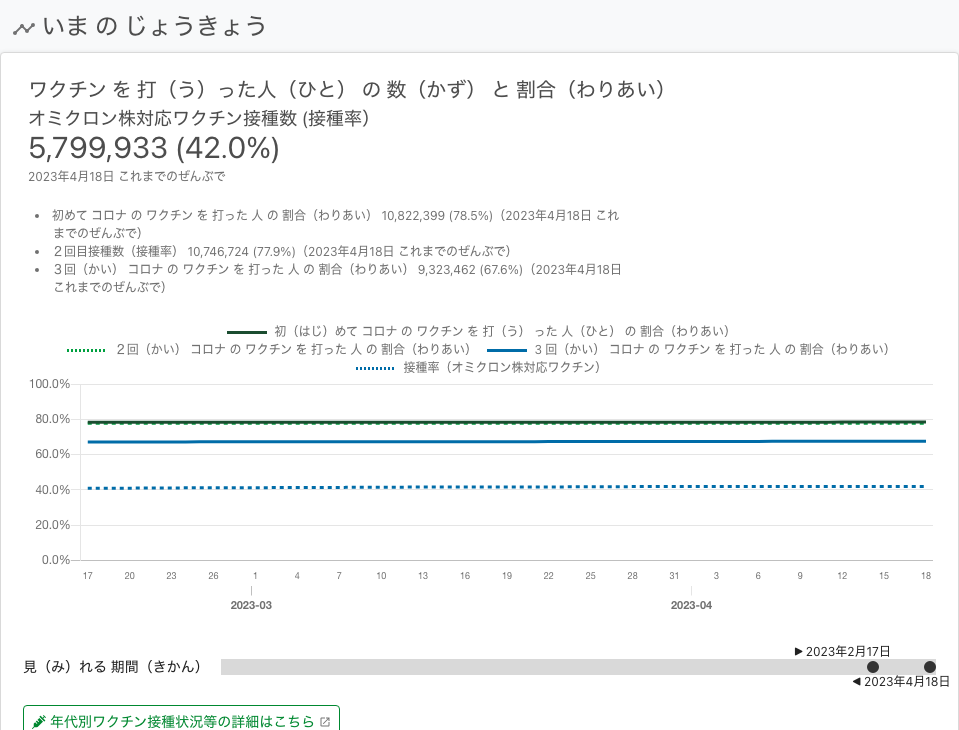 いま の じょうきょう
ワクチン を 打（う）った人（ひと） の 数（かず） と 割合（わりあい）
オミクロン株対応ワクチン接種数 (接種率）
5,799,933 (42.0%)
2023年4月18日 これまでのぜんぶで
• 初めて コロナ の ワクチン を 打った 人 の 割合（わりあい） 10,822,399 (78.5%)（2023年4月18日 これ
までのぜんぶで）
• ２回目接種数（接種率） 10,746,724 (77.9%)（2023年4月18日 これまでのぜんぶで）
• ３回（かい） コロナ の ワクチン を 打った 人 の 割合（わりあい） 9,323,462 (67.6%)（2023年4月18日
これまでのぜんぶで）
初（はじ）めて コロナ の ワクチン を 打（う） った 人（ひと） の 割合（わりあい）
２回（かい） コロナ の ワクチン を 打った 人 の 割合（わりあい） ３回（かい） コロナ の ワクチン を 打った 人 の 割合（わりあい）
接種率（オミクロン株対応ワクチン）
100.0%
80.0%
60.0%
40.0%
20.0%
0.0%
17 20 23 26 1 4 7 10 13 16 19 22 25 28 31 3 6 9 12 15 18
2023-03 2023-04
▶ 2023年2月17日
見（み）れる 期間（きかん）
◀ 2023年4月18日
年代別ワクチン接種状況等の詳細はこちら